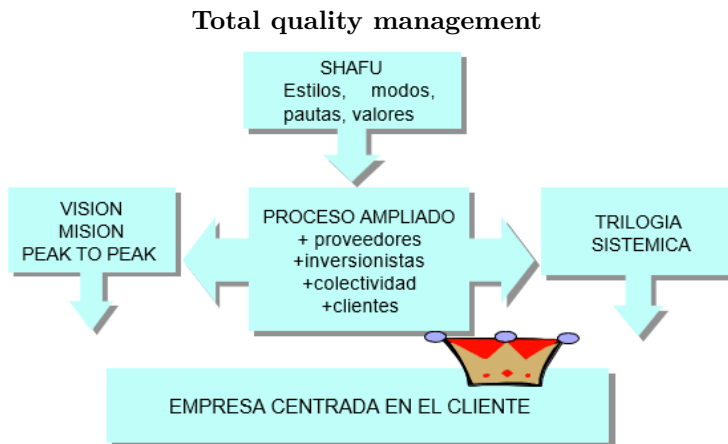 Total quality management
SHAFU
Estilos, modos,
pautas, valores
VISION
MISION
PEAK TO PEAK
PROCESO AMPLIADO
+ proveedores
+inversionistas
+colectividad
+clientes
TRILOGIA
SISTEMICA
EMPRESA CENTRADA EN EL CLIENTE